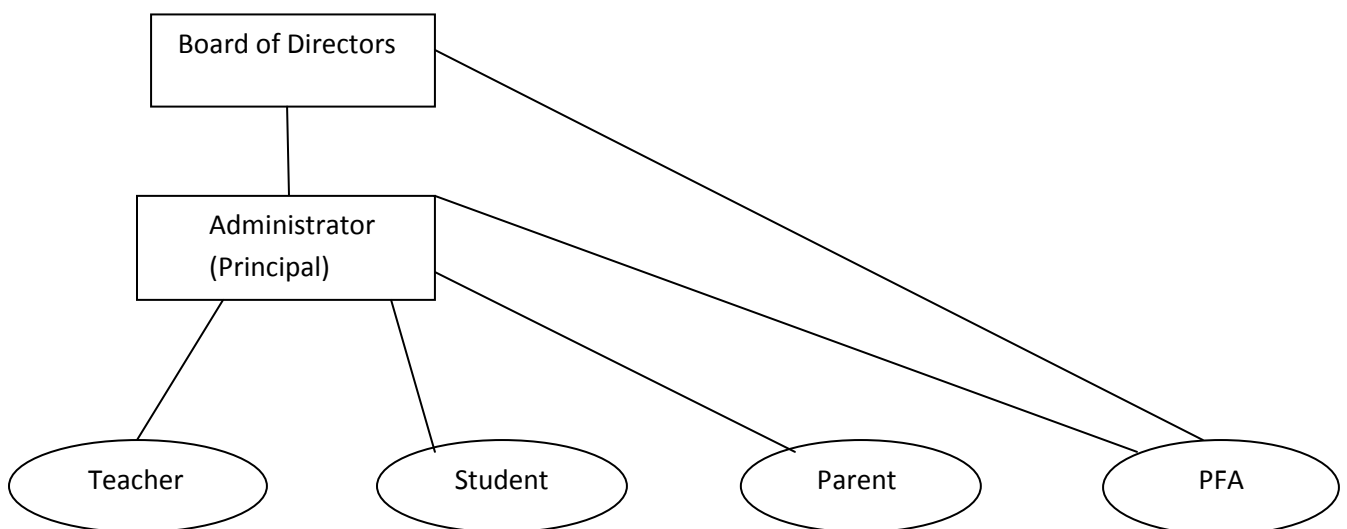 Board of Directors
Administrator
(Principal)
Teacher
Student
Parent
PFA